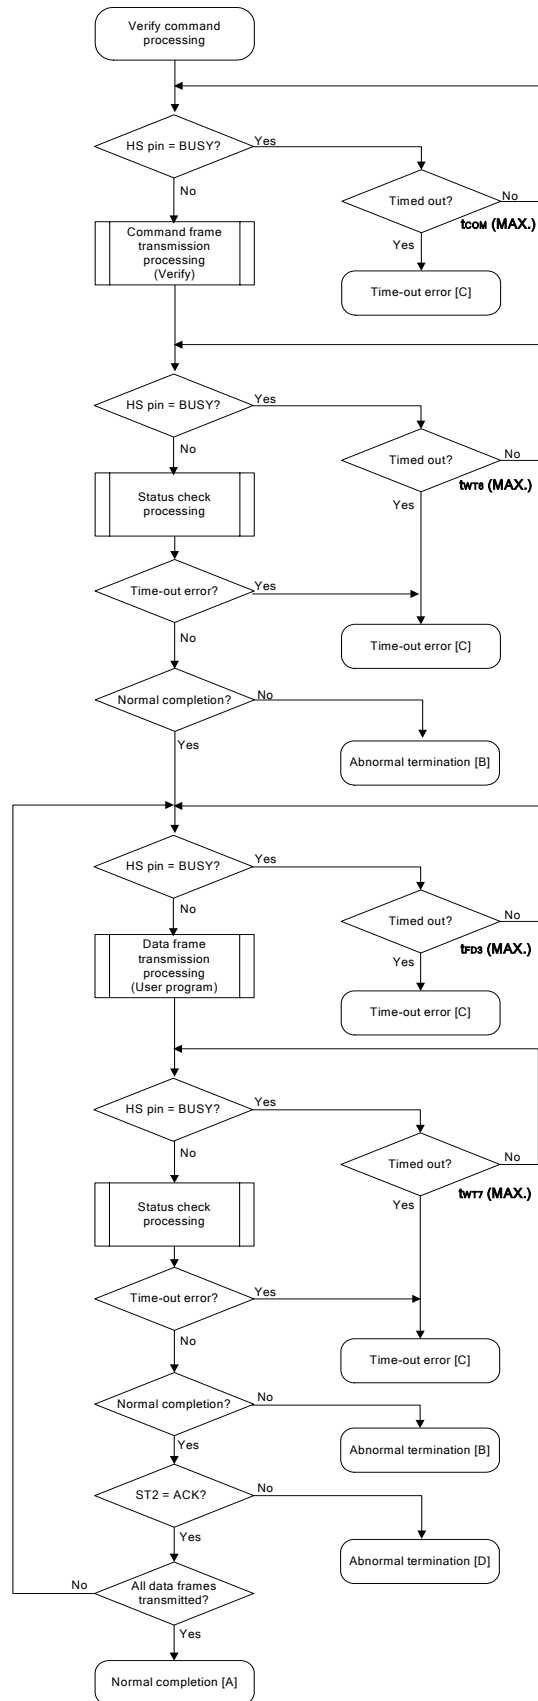 Verify command
processing
HS pin = BUSY?
Yes
No
Timed out?
No
tCOM (MAX.)
Yes
Command frame
transmission
processing
(Verify)
Time-out error [C]
HS pin = BUSY?
Yes
No
Timed out?
No
tWT6 (MAX.)
Yes
Status check
processing
Time-out error?
Yes
No
Time-out error [C]
Normal completion?
No
Yes
Abnormal termination [B]
HS pin = BUSY?
Yes
No
Timed out?
No
tFD3 (MAX.)
Yes
Data frame
transmission
processing
(User program)
Time-out error [C]
HS pin = BUSY?
Yes
No
Timed out?
No
tWT7 (MAX.)
Yes
Status check
processing
Time-out error?
Yes
No
Time-out error [C]
Normal completion?
No
Yes
Abnormal termination [B]
ST2 = ACK?
No
Yes
Abnormal termination [D]
No
All data frames
transmitted?
Yes
Normal completion [A]